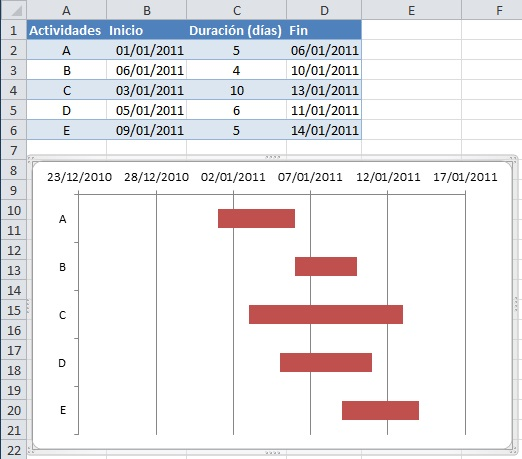 A B C D E F
1 Actividades Inicio Duración (días) Fin
2 A 01/01/2011 5 06/01/2011
3 B 06/01/2011 4 10/01/2011
4 C 03/01/2011 10 13/01/2011
5 D 05/01/2011 6 11/01/2011
6 E 09/01/2011 5 14/01/2011
7
8
23/12/2010 28/12/2010 02/01/2011 07/01/2011 12/01/2011 17/01/2011
9
10 A
11
12
13 B
14
15 C
16
17
18 D
19
20 E
21
22